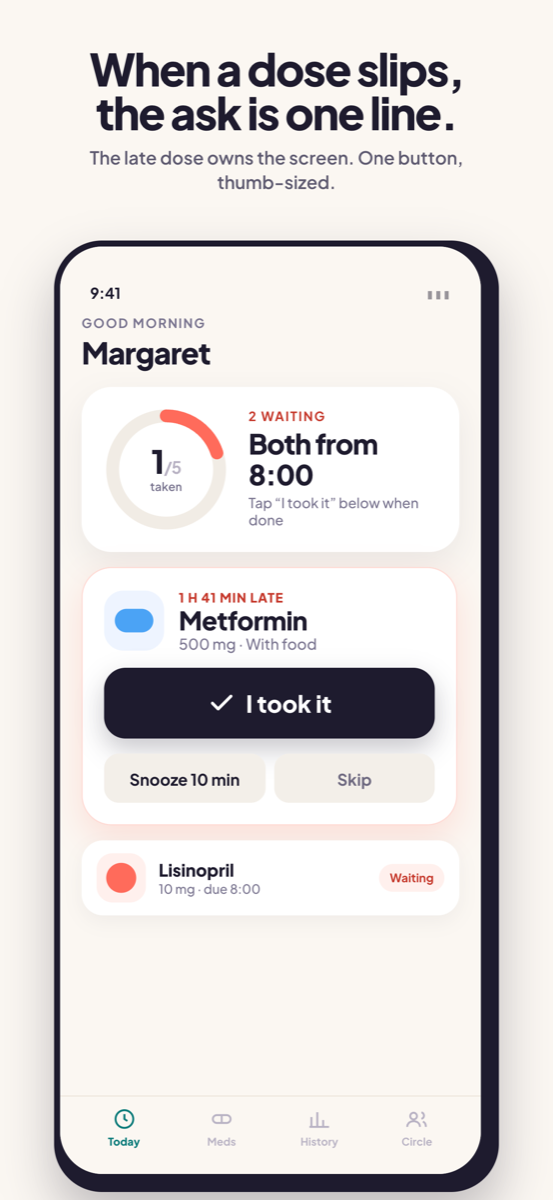 When a dose slips,
the ask is one line.
The late dose owns the screen. One button,
thumb-sized.
9:41
GOOD MORNING
Margaret
1/5
taken
2 WAITING
Both from
8:00
Tap “I took it” below when
done
1 H 41 MIN LATE
Metformin
500 mg · With food
I took it
Snooze 10 min
Skip
Lisinopril
10 mg · due 8:00
Waiting
Today
Meds
History
Circle